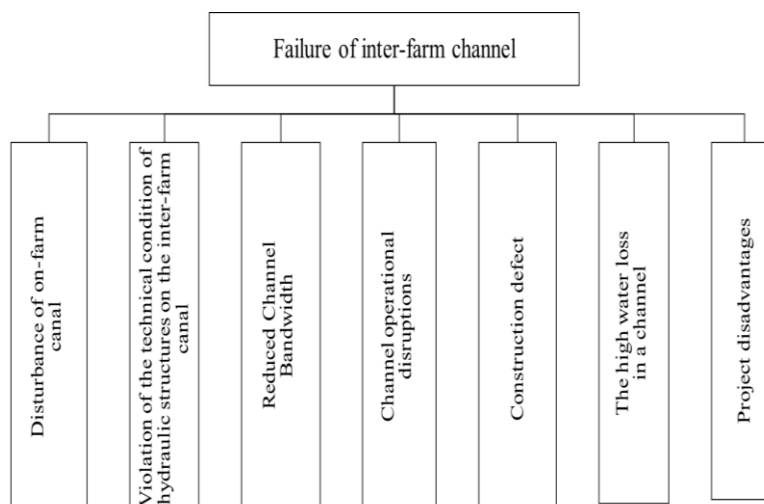 Failure of inter-farm channel
Disturbance of on-farm
canal
Violation of the technical condition of
hydraulic structures on the inter-farm
canal
Reduced Channel
Bandwidth
Channel operational
disruptions
Construction defect
The high water loss
in a channel
Project disadvantages